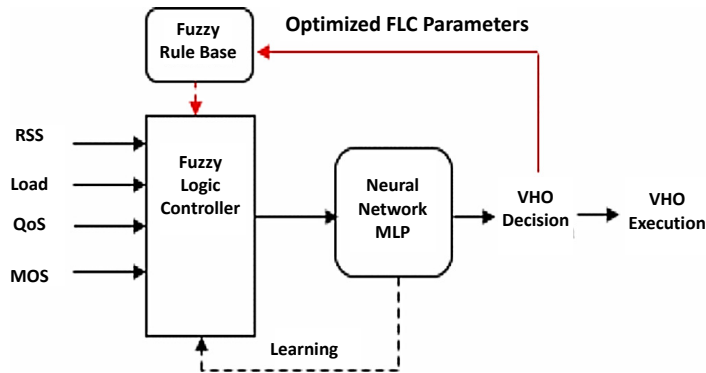 Fuzzy
Rule Base
Optimized FLC Parameters
RSS
Load
QoS
MOS
Fuzzy
Logic
Controller
Neural
Network
MLP
VHO
Decision
VHO
Execution
Learning